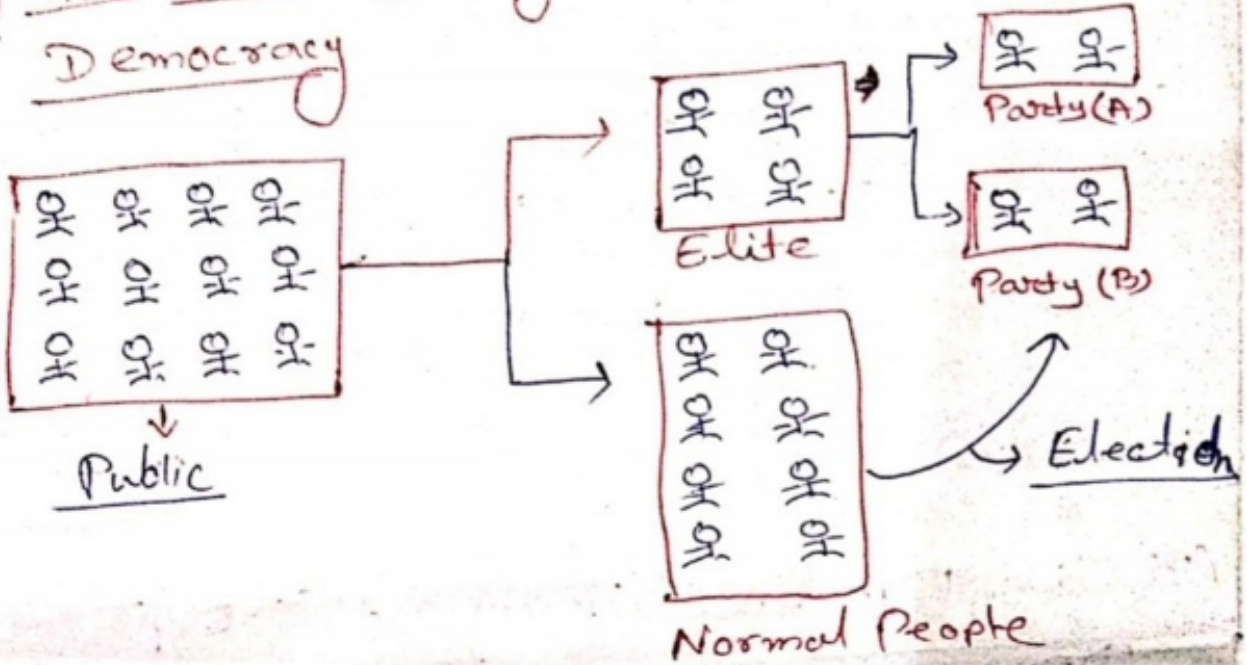 Democracy
Party(A)
Elite
Party (B)
Public
Election
Normal People